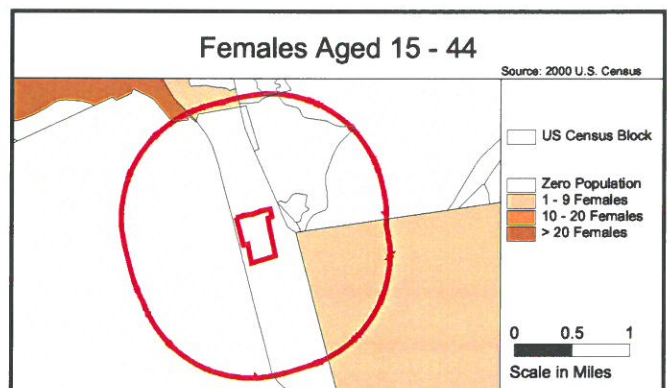 Females Aged 15 - 44
Source: 2000 U.S. Census
US Census Block
Zero Population
1 - 9 Females
10 - 20 Females
> 20 Females
0 0.5 1
Scale in Miles